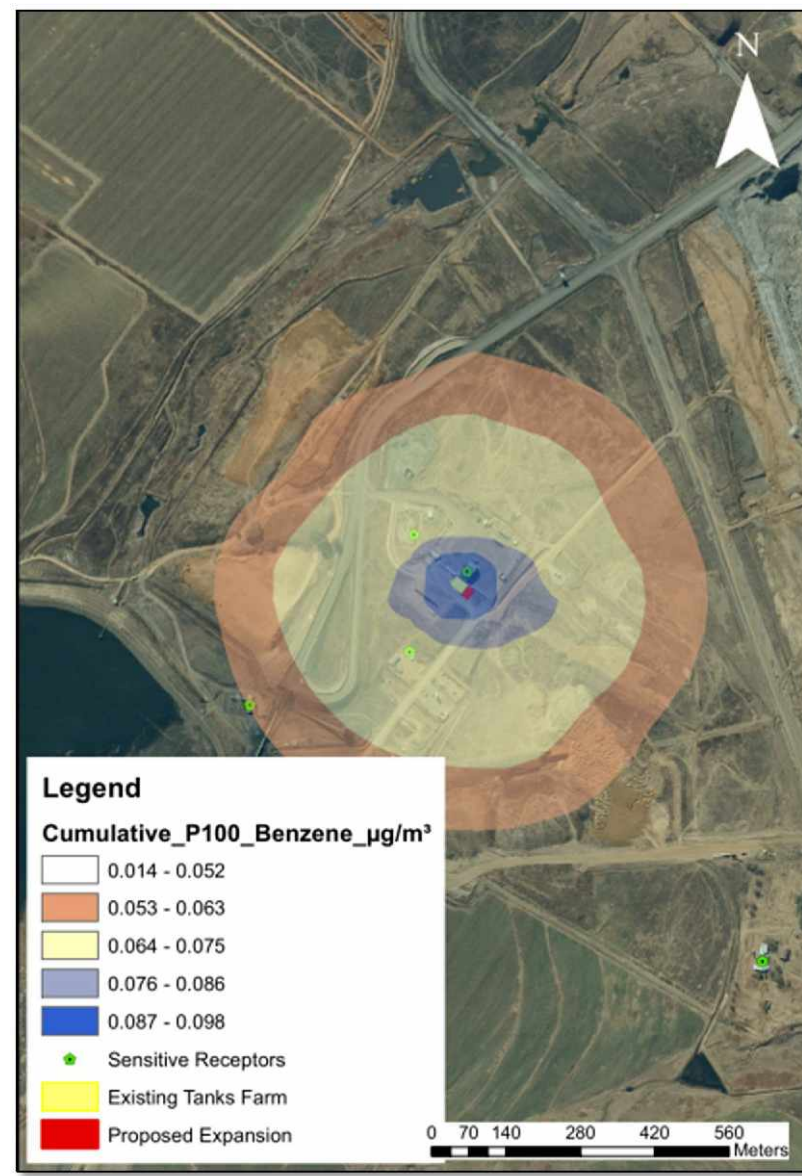 N
Legend
Cumulative_P100_Benzene_µg/m³
0.014 - 0.052
0.053 - 0.063
0.064 - 0.075
0.076 - 0.086
0.087 - 0.098
Sensitive Receptors
Existing Tanks Farm
Proposed Expansion
0 70 140 280 420 560
Meters